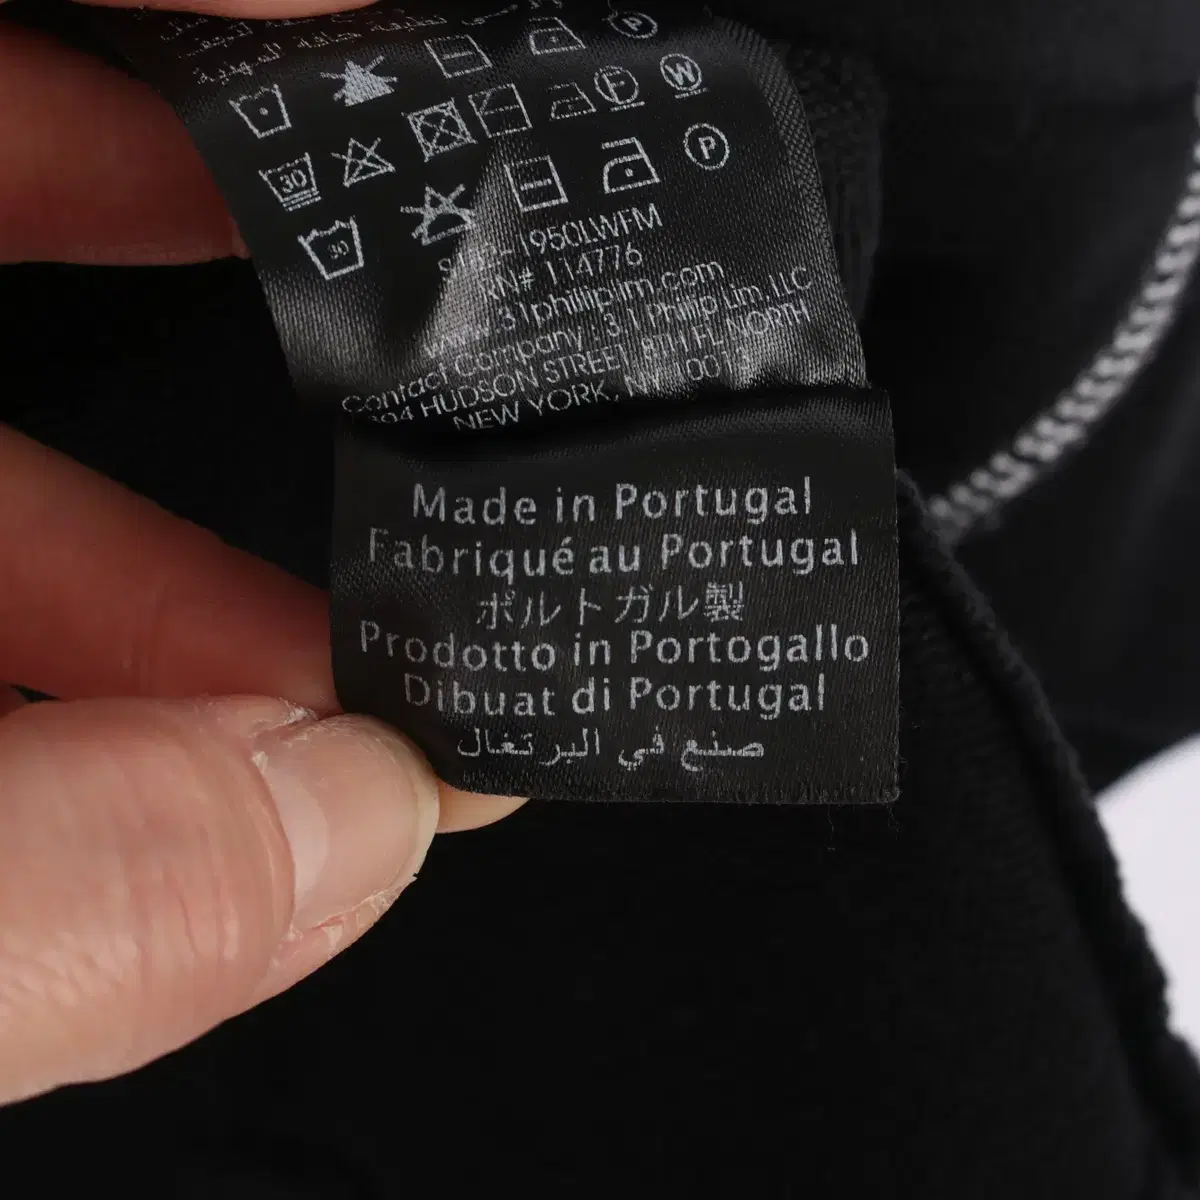 30
30
1950LWFM
RN# 114776
www.31philliplim.com
Contact Company : 3.1 Phillip Lim, LLC
HUDSON STREET, 8TH FL NORTH
NEW YORK, NY 10013
Made in Portugal
Fabriqué au Portugal
ポルトガル製
Prodotto in Portogallo
Dibuat di Portugal
صنع في البرتغال